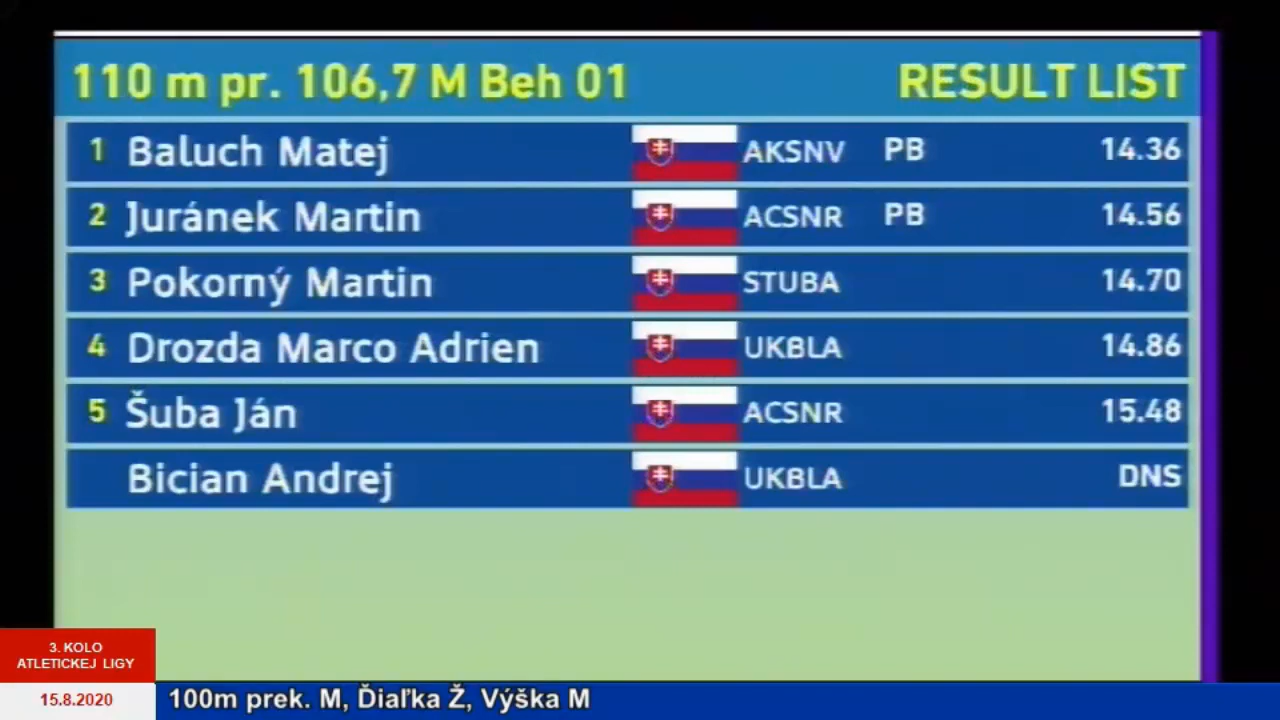 110 m pr. 106,7 M Beh 01 RESULT LIST
1 Baluch Matej AKSNV PB 14.36
2 Juránek Martin ACSNR PB 14.56
3 Pokorný Martin STUBA 14.70
4 Drozda Marco Adrien UKBLA 14.86
5 Šuba Ján ACSNR 15.48
Bician Andrej UKBLA DNS
3. KOLO
ATLETICKEJ LIGY
15.8.2020
100m prek. M, Ďiaľka Ž, Výška M